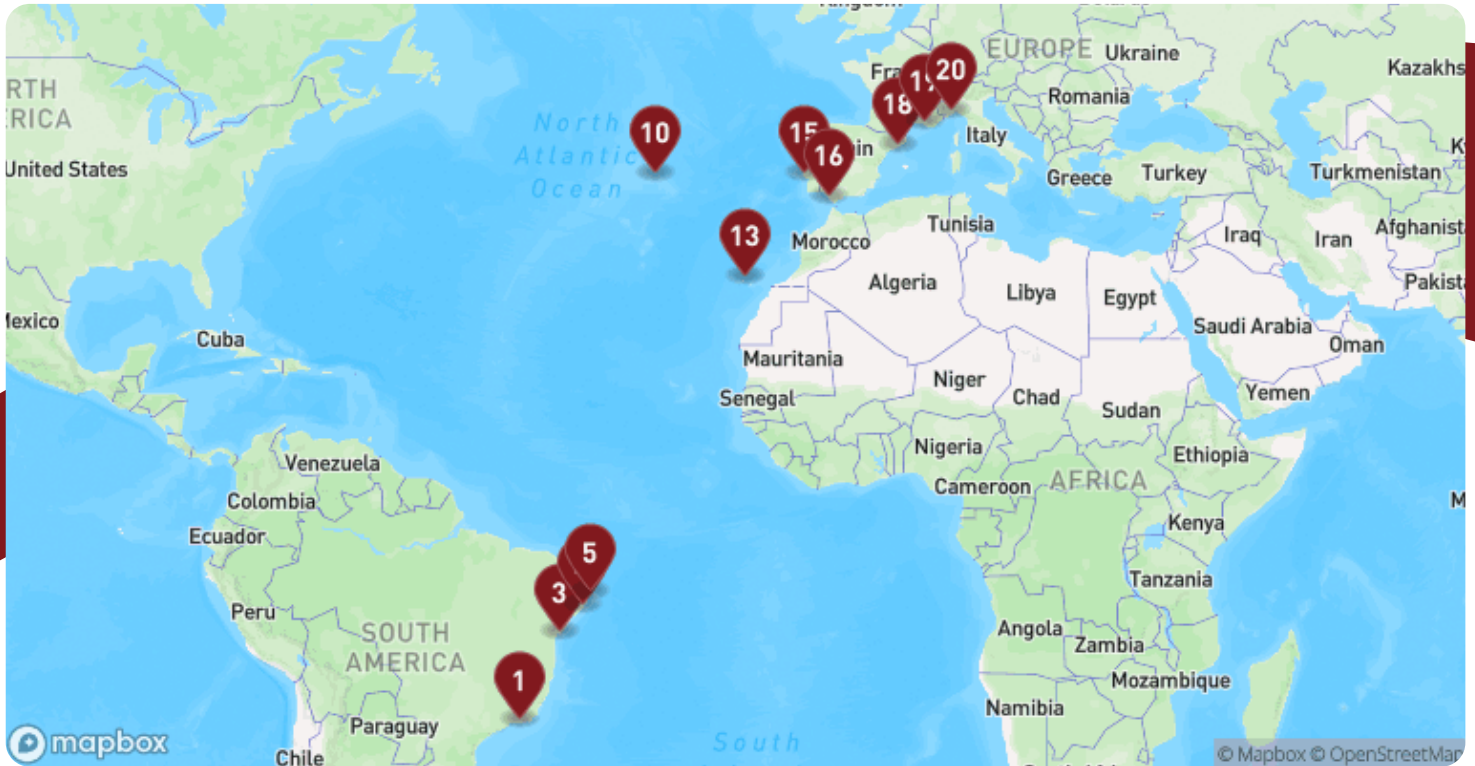 EUROPE
Ukraine
Kazakhs
Romania
Italy
Greece
Turkey
Turkmenistan
United States
North
Atlantic
Ocean
10
15
16
18
20
13
Morocco
Tunisia
Algeria
Libya
Egypt
Iraq
Iran
Afghanist
Pakist
Saudi Arabia
Oman
Yemen
Cuba
Mauritania
Senegal
Niger
Chad
Sudan
Nigeria
Ethiopia
Cameroon
AFRICA
Kenya
Tanzania
Angola
Zambia
Mozambique
Namibia
Venezuela
Colombia
Ecuador
Peru
SOUTH
AMERICA
Paraguay
Chile
5
3
1
South
mapbox
© Mapbox © OpenStreetMap